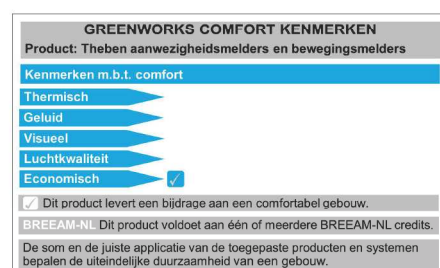 GREENWORKS COMFORT KENMERKEN
Product: Theben aanwezigheidsmelders en bewegingsmelders
Kenmerken m.b.t. comfort
Thermisch
Geluid
Visueel
Luchtkwaliteit
Economisch
Dit product levert een bijdrage aan een comfortabel gebouw.
BREEAM-NL Dit product voldoet aan één of meerdere BREEAM-NL credits.
De som en de juiste applicatie van de toegepaste producten en systemen
bepalen de uiteindelijke duurzaamheid van een gebouw.